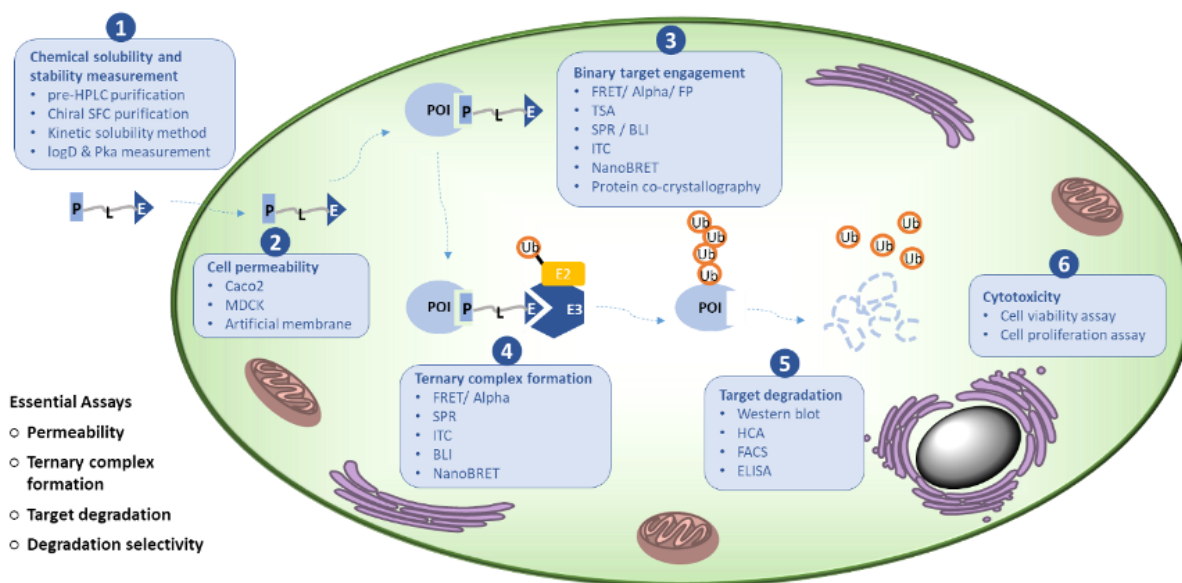 1
Chemical solubility and
stability measurement
• pre-HPLC purification
• Chiral SFC purification
• Kinetic solubility method
• logD & Pka measurement
P L E
P L E
2
Cell permeability
• Caco2
• MDCK
• Artificial membrane
POI P L E
3
Binary target engagement
• FRET/ Alpha/ FP
• TSA
• SPR / BLI
• ITC
• NanoBRET
• Protein co-crystallography
Ub
E2
POI P L E E3
4
Ternary complex formation
• FRET/ Alpha
• SPR
• ITC
• BLI
• NanoBRET
Ub
Ub
Ub
Ub
POI
Ub
Ub
Ub
Ub
5
Target degradation
• Western blot
• HCA
• FACS
• ELISA
6
Cytotoxicity
• Cell viability assay
• Cell proliferation assay
Essential Assays
○ Permeability
○ Ternary complex
formation
○ Target degradation
○ Degradation selectivity